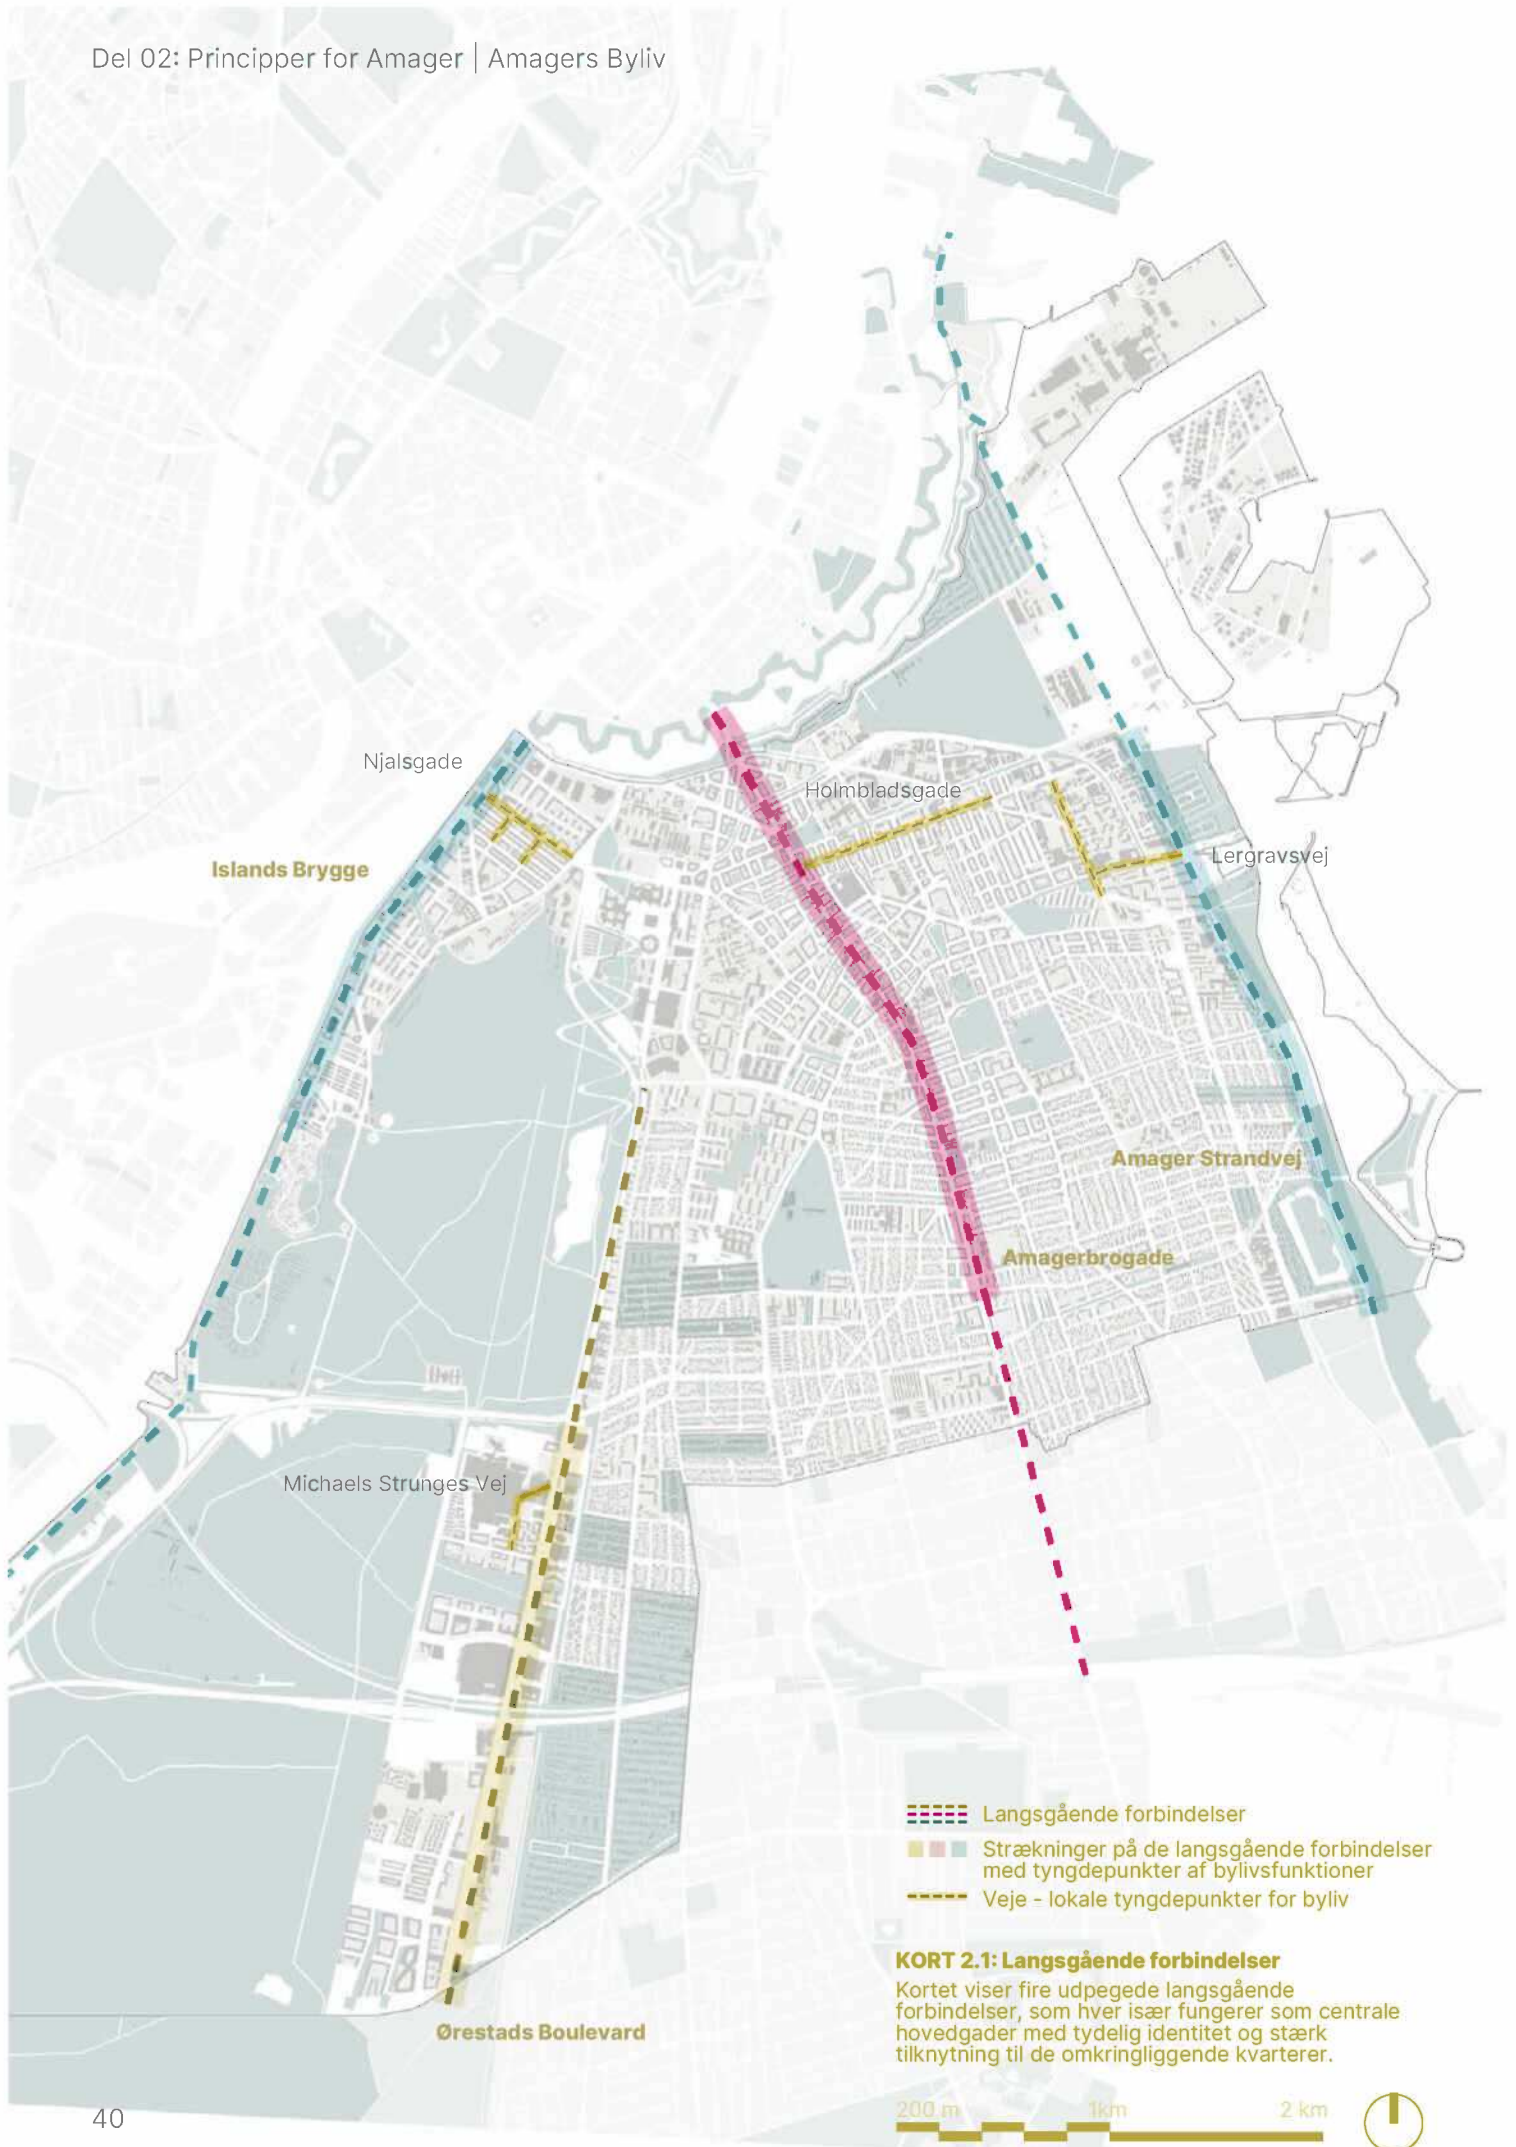 Del 02: Principper for Amager | Amagers Byliv
Njalsgade
Holmbladsgade
Islands Brygge
Lergravsvej
Amager Strandvej
Amagerbrogade
Michaels Strunges Vej
Langsgående forbindelser
Strækninger på de langsgående forbindelser
med tyngdepunkter af bylivsfunktioner
Veje - lokale tyngdepunkter for byliv
KORT 2.1: Langsgående forbindelser
Kortet viser fire udpegede langsgående
forbindelser, som hver især fungerer som centrale
hovedgader med tydelig identitet og stærk
tilknytning til de omkringliggende kvarterer.
Ørestads Boulevard
40
200 m 1km 2 km